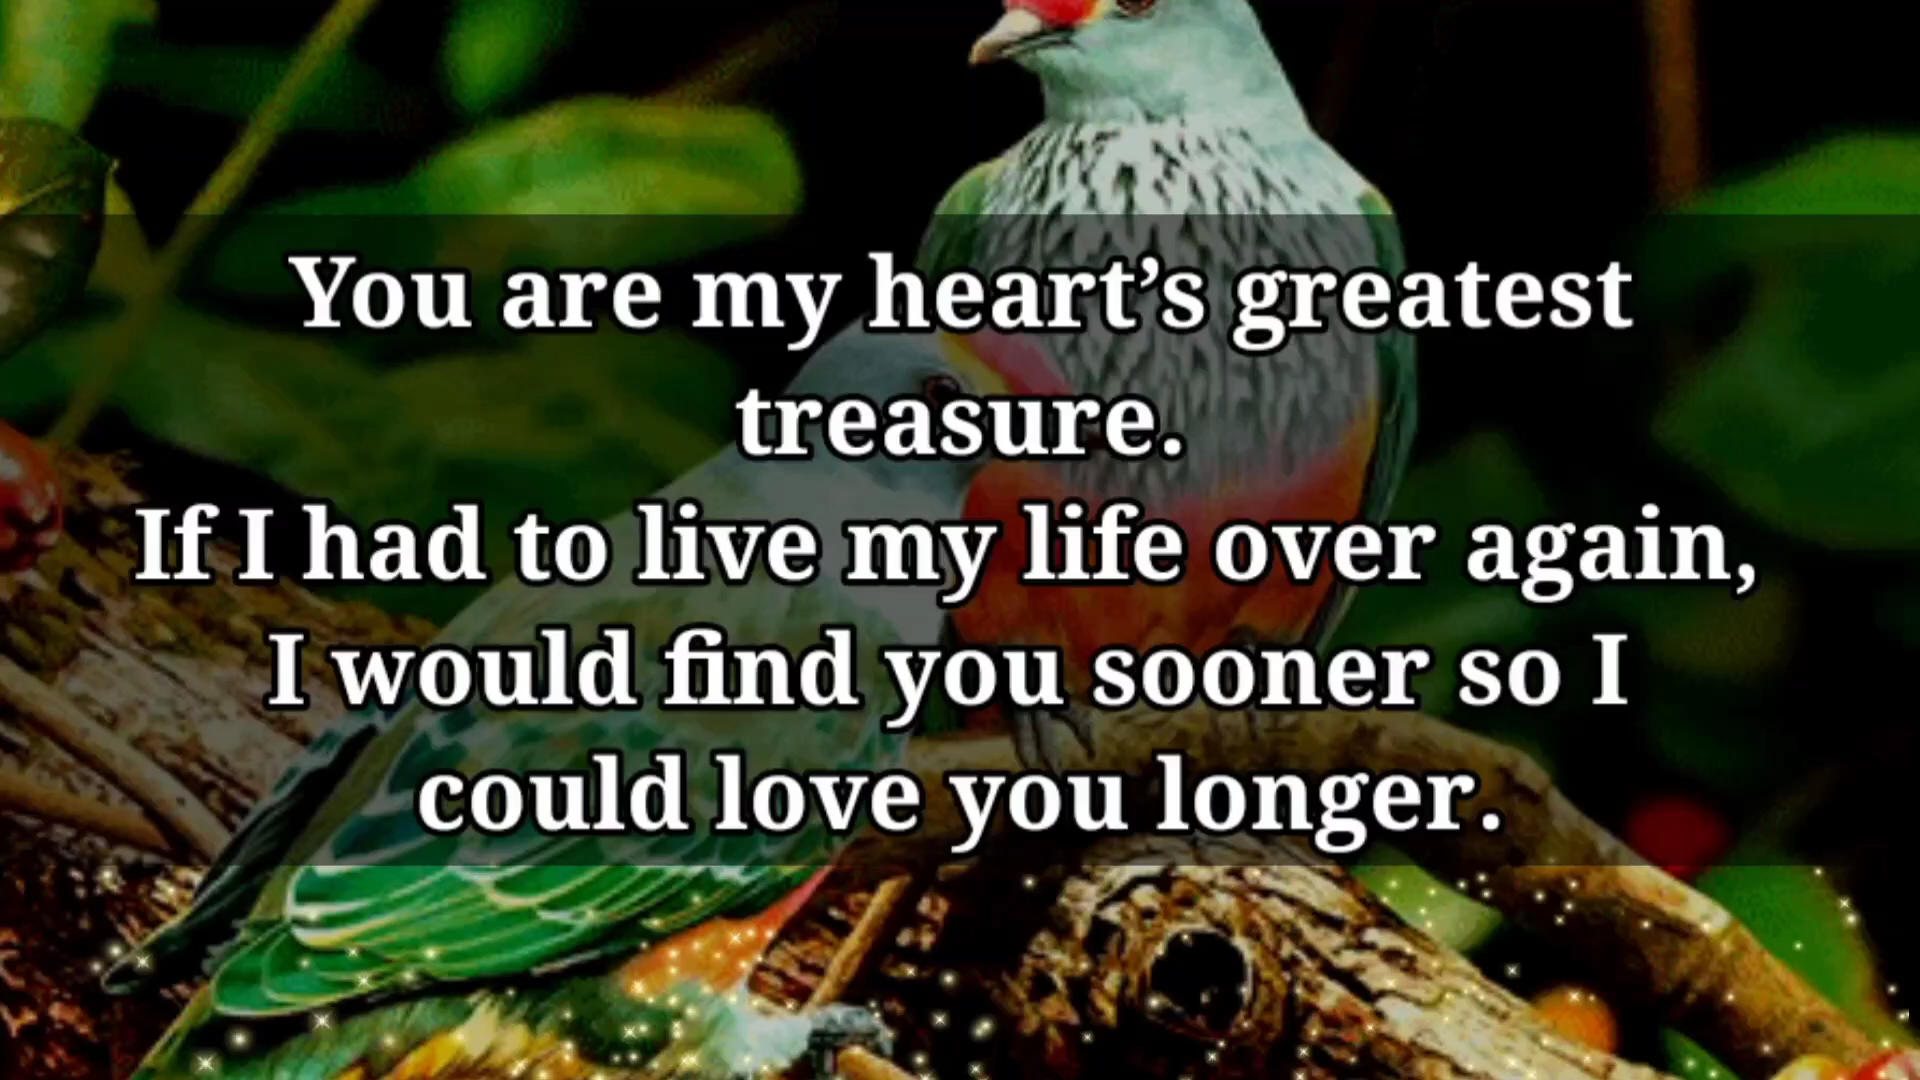 You are my heart’s greatest
treasure.
If I had to live my life over again,
I would find you sooner so I
could love you longer.